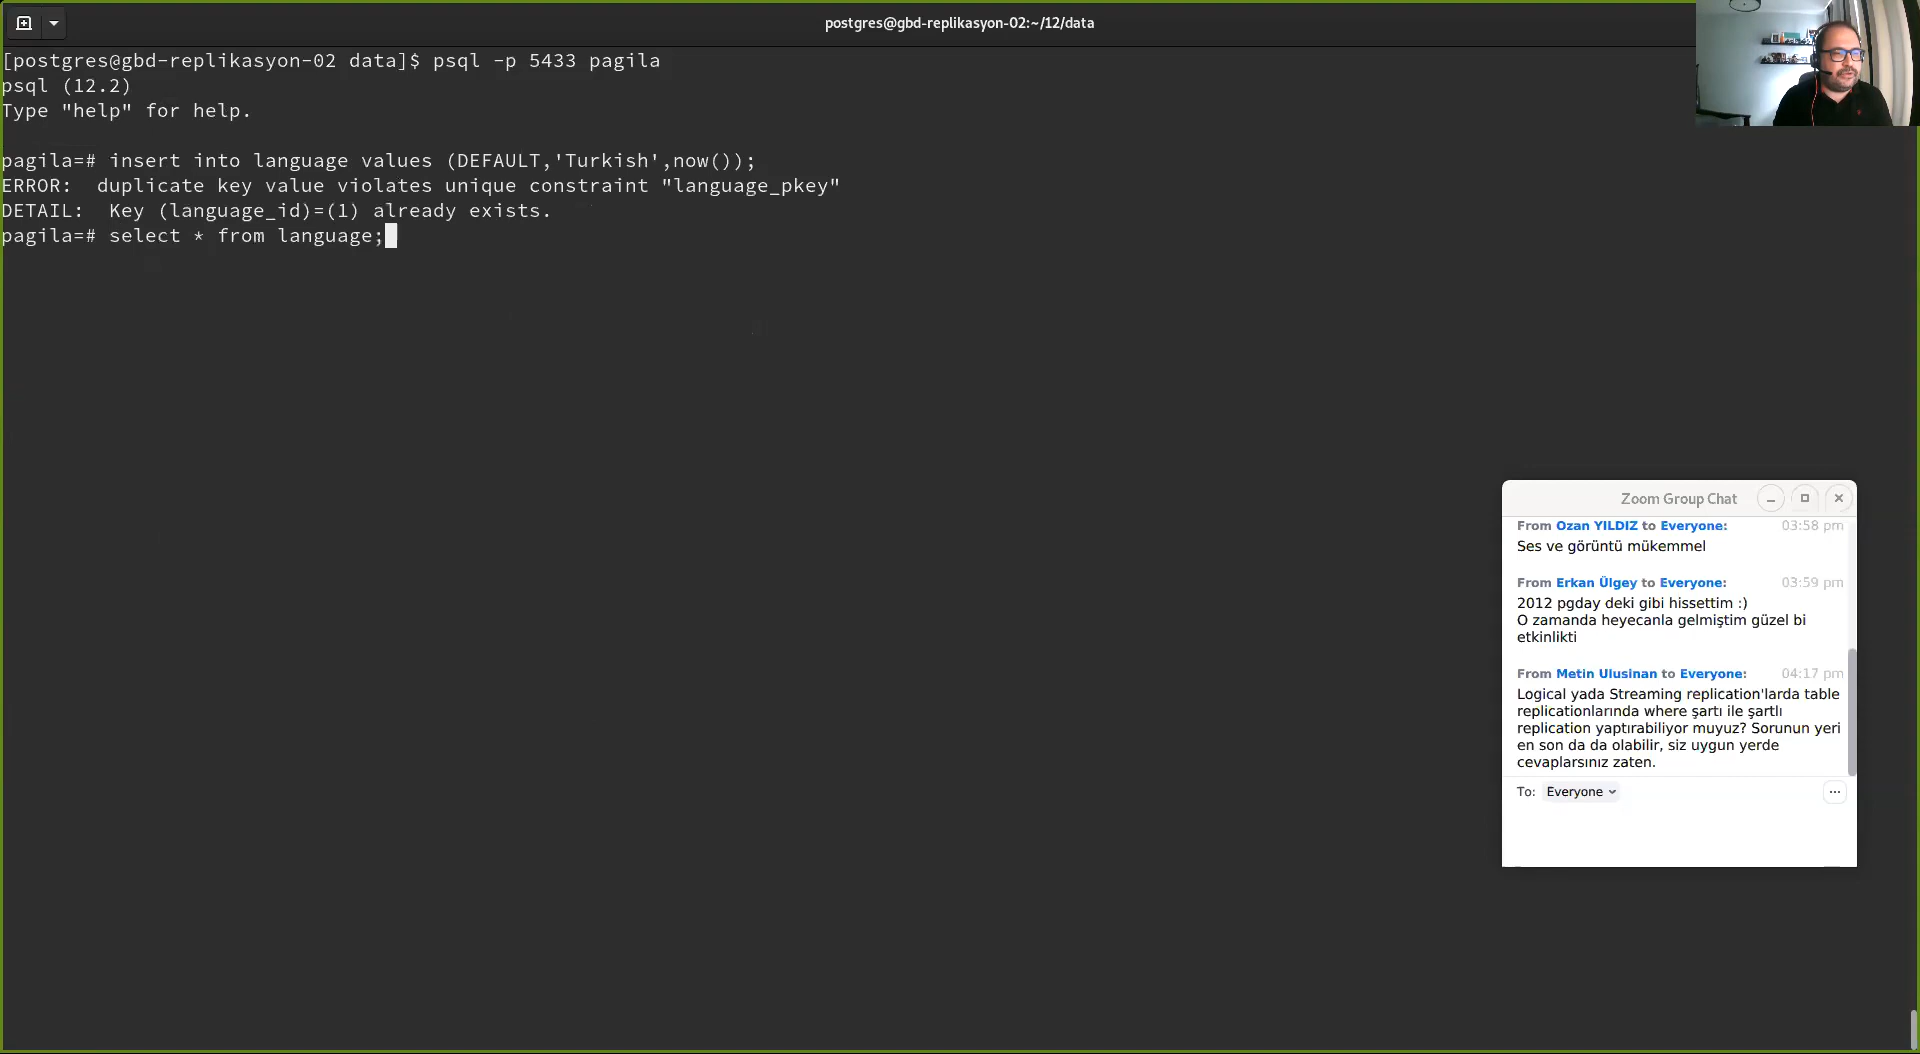 postgres@gbd-replikasyon-02:~/12/data
[postgres@gbd-replikasyon-02 data]$ psql -p 5433 pagila
psql (12.2)
Type "help" for help.
pagila=# insert into language values (DEFAULT,'Turkish',now());
ERROR:  duplicate key value violates unique constraint "language_pkey"
DETAIL:  Key (language_id)=(1) already exists.
pagila=# select * from language;
Zoom Group Chat
From Ozan YILDIZ to Everyone: 03:58 pm
Ses ve görüntü mükemmel
From Erkan Ülgey to Everyone: 03:59 pm
2012 pgday deki gibi hissettim :)
O zamanda heyecanla gelmiştim güzel bi
etkinlikti
From Metin Ulusinan to Everyone: 04:17 pm
Logical yada Streaming replication'larda table
replicationlarında where şartı ile şartlı
replication yaptırabiliyor muyuz? Sorunun yeri
en son da da olabilir, siz uygun yerde
cevaplarsınız zaten.
To: Everyone